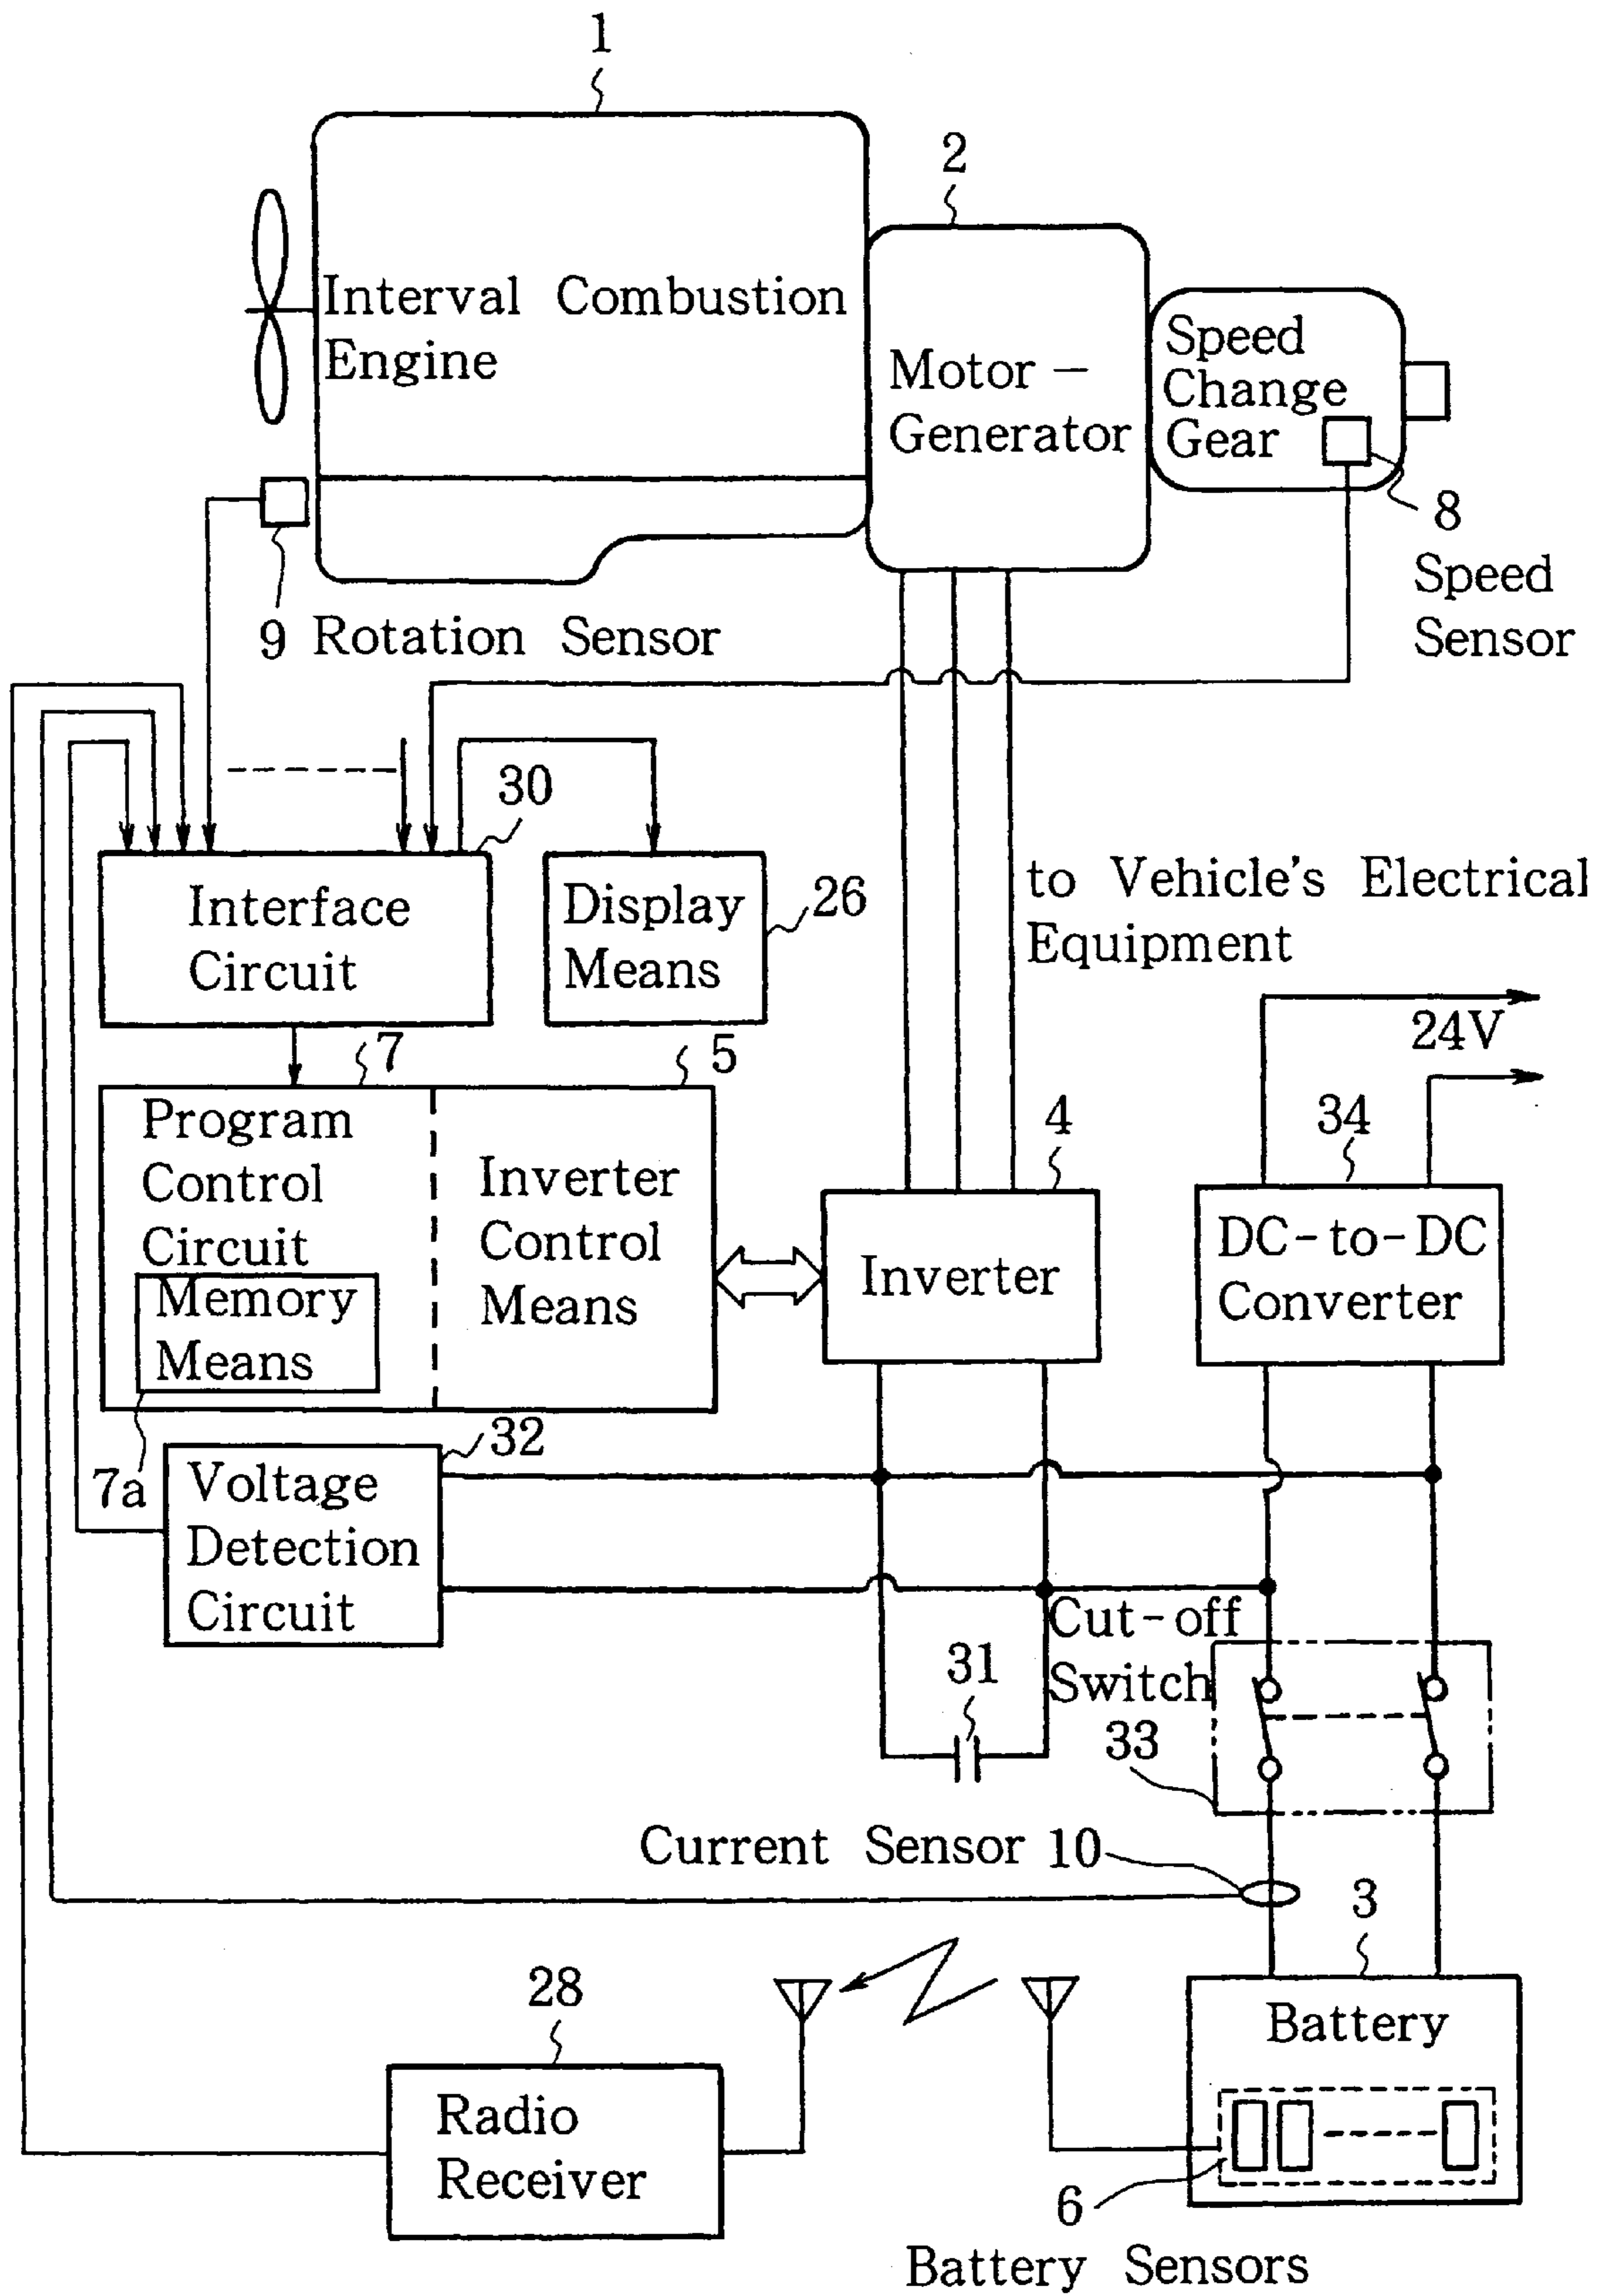 1
2
Interval Combustion
Engine
Motor-
Generator
Speed
Change
Gear
8
Speed
Sensor
9 Rotation Sensor
30
Interface
Circuit
Display
Means
26
to Vehicle's Electrical
Equipment
24V
7
5
Program
Control
Circuit
Memory
Means
7a
Inverter
Control
Means
4
Inverter
34
DC-to-DC
Converter
32
Voltage
Detection
Circuit
31
Cut-off
Switch
33
Current Sensor 10
3
Battery
28
Radio
Receiver
6
Battery Sensors